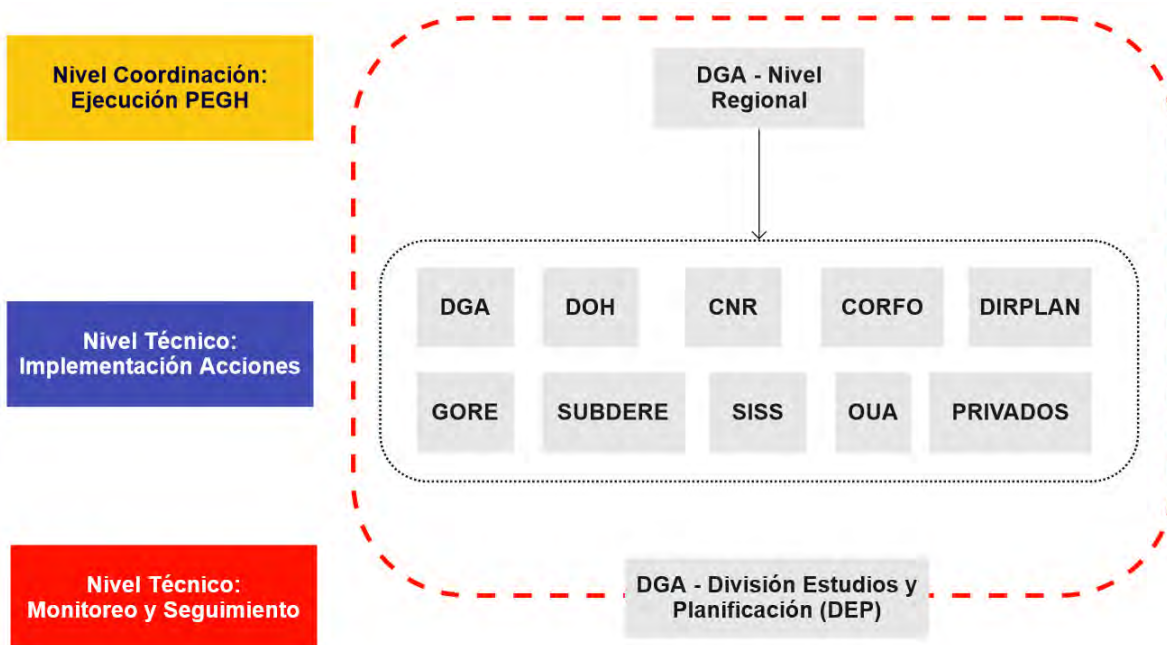 Nivel Coordinación:
Ejecución PEGH
DGA - Nivel
Regional
Nivel Técnico:
Implementación Acciones
DGA
DOH
CNR
CORFO
DIRPLAN
GORE
SUBDERE
SISS
OUA
PRIVADOS
Nivel Técnico:
Monitoreo y Seguimiento
DGA - División Estudios y
Planificación (DEP)